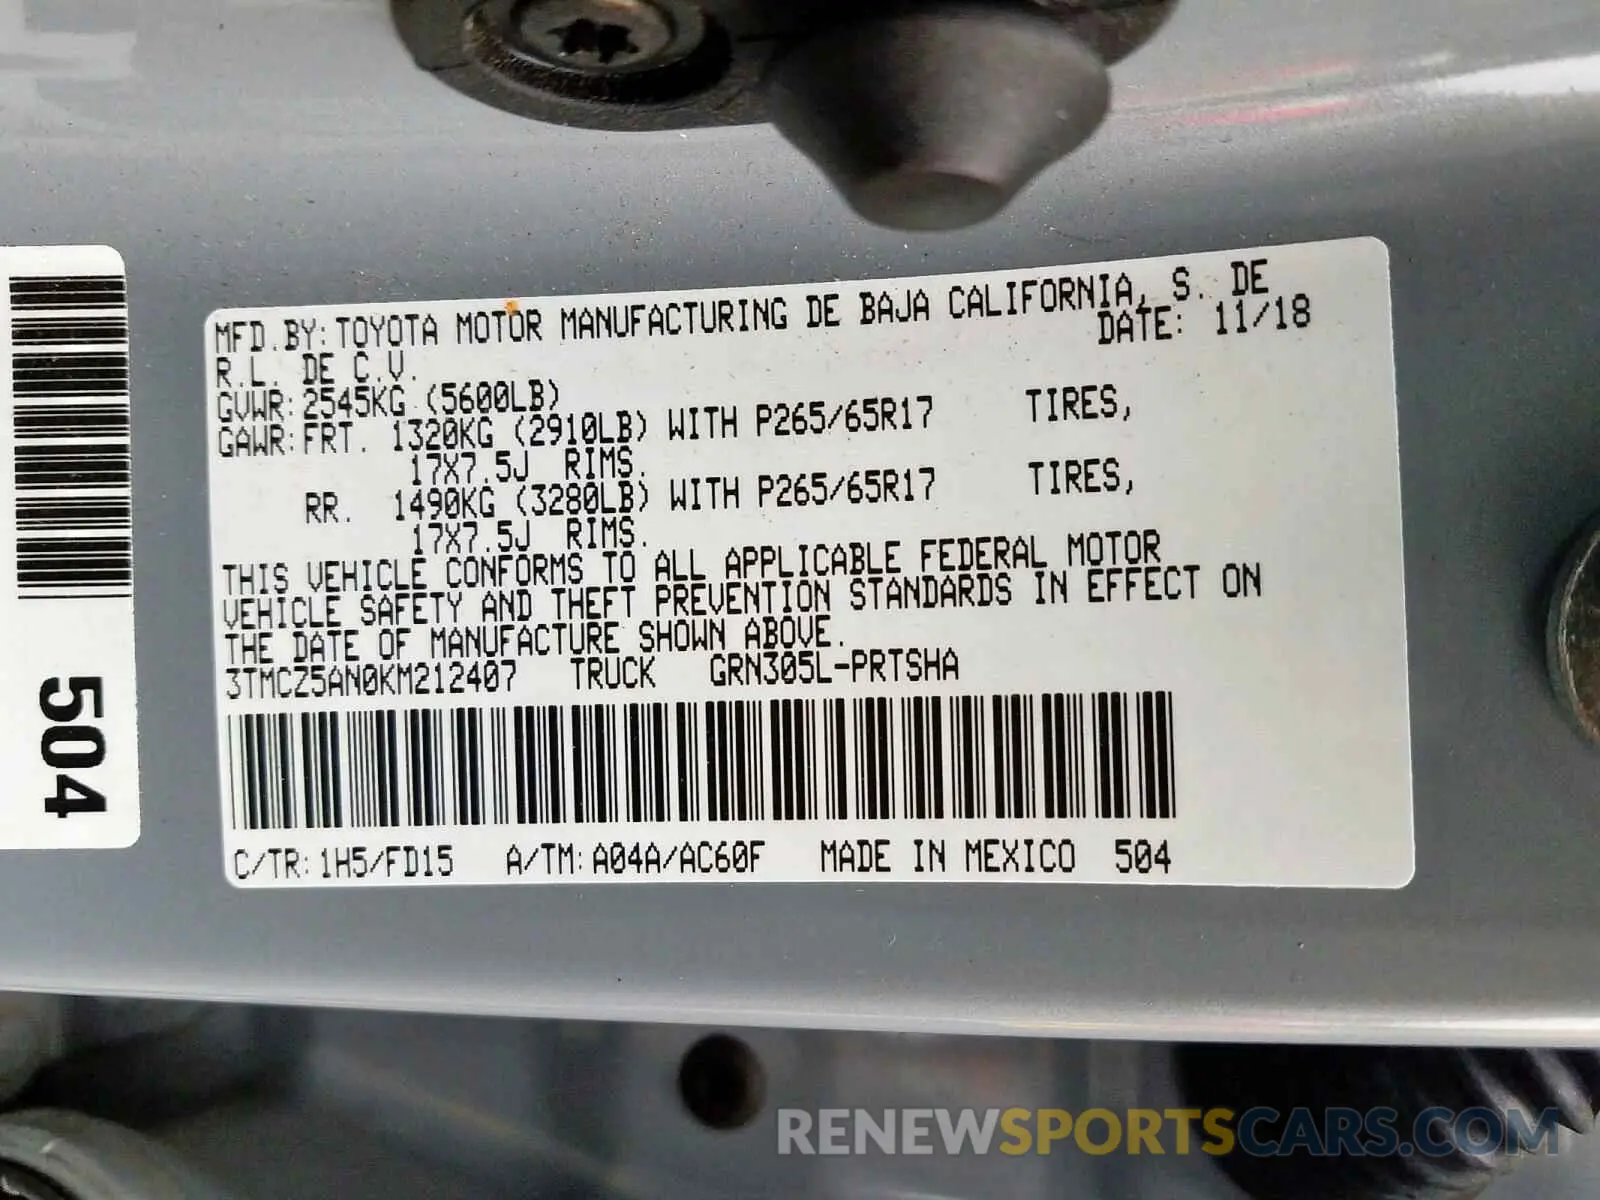 MFD.BY: TOYOTA MOTOR MANUFACTURING DE BAJA CALIFORNIA, S. DE
R.L. DE C.V. DATE: 11/18
GVWR: 2545KG (5600LB)
GAWR: FRT. 1320KG (2910LB) WITH P265/65R17 TIRES,
17X7.5J RIMS.
RR. 1490KG (3280LB) WITH P265/65R17 TIRES,
17X7.5J RIMS.
THIS VEHICLE CONFORMS TO ALL APPLICABLE FEDERAL MOTOR
VEHICLE SAFETY AND THEFT PREVENTION STANDARDS IN EFFECT ON
THE DATE OF MANUFACTURE SHOWN ABOVE.
3TMCZ5AN0KM212407 TRUCK GRN305L-PRTSHA
C/TR: 1H5/FD15 A/TM: A04A/AC60F MADE IN MEXICO 504
504
RENEWSPORTSCARS.COM